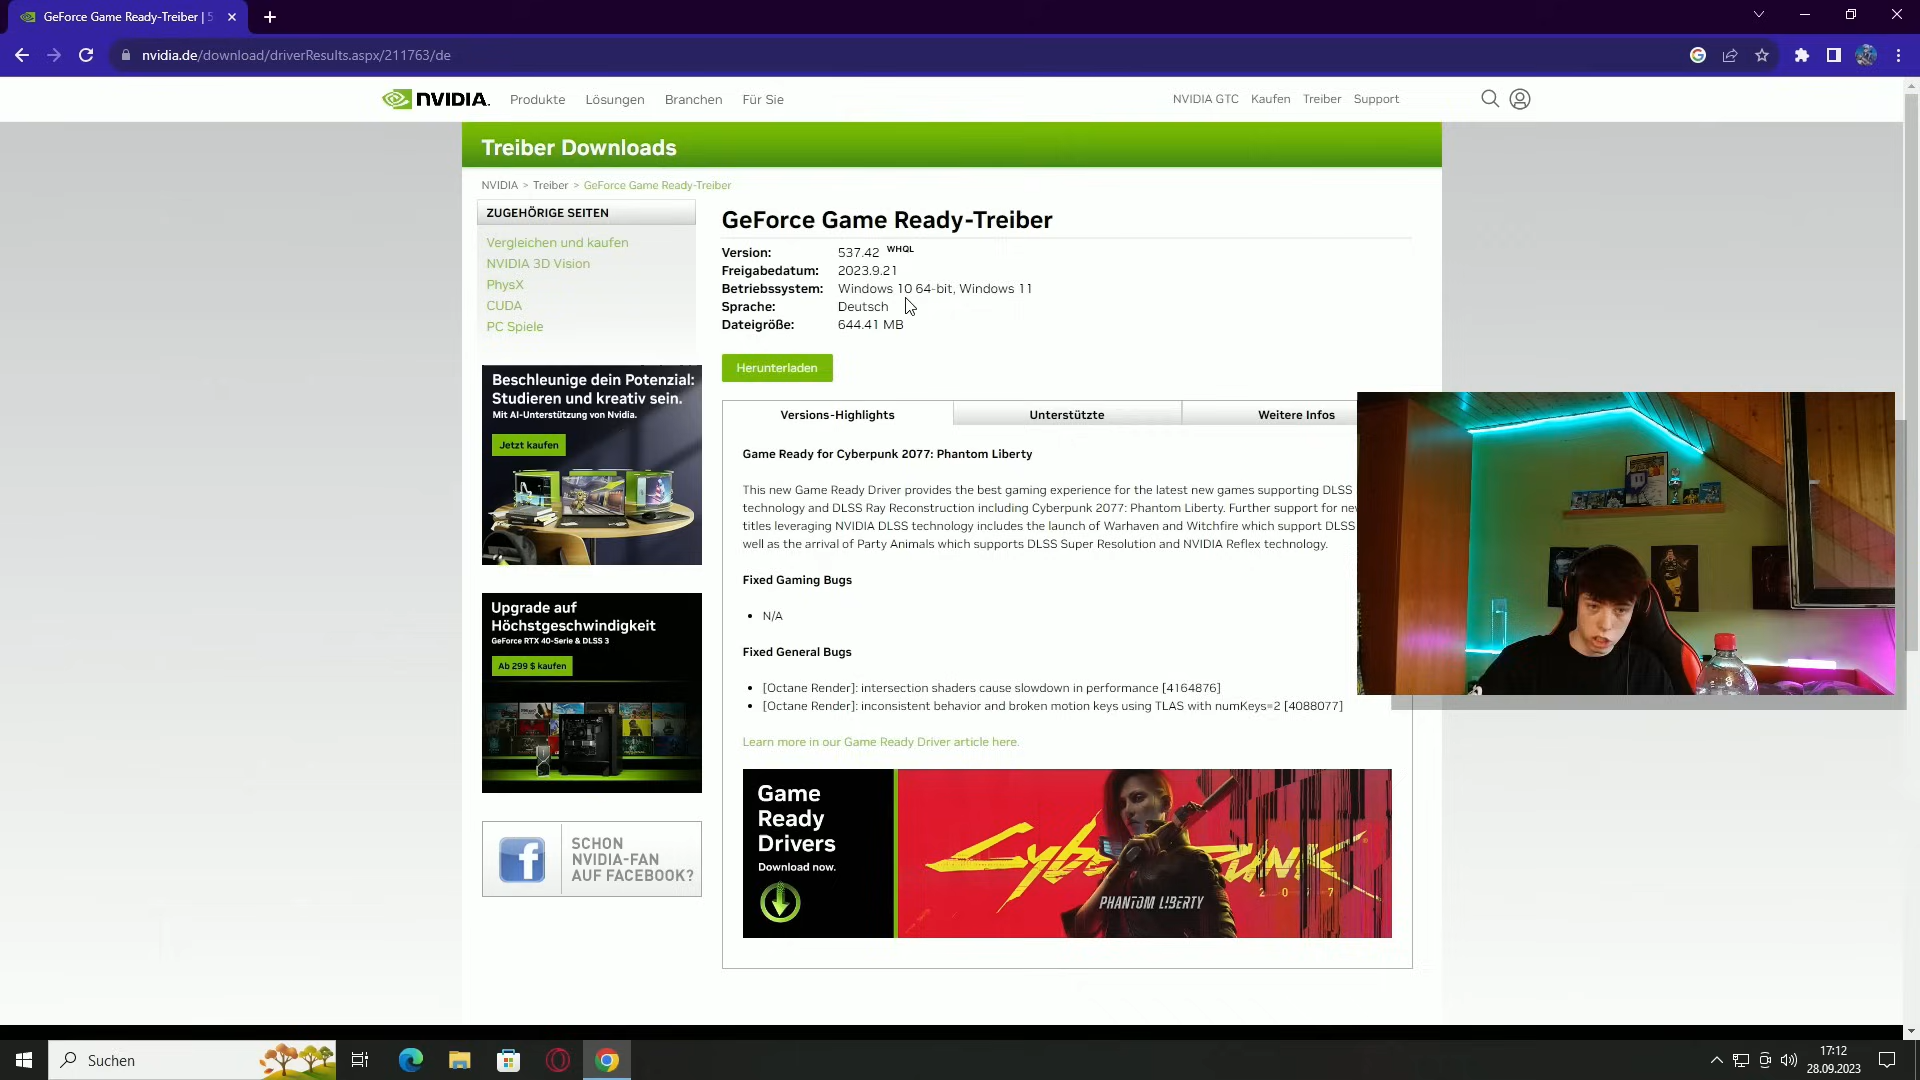 GeForce Game Ready-Treiber | 5
nvidia.de/download/driverResults.aspx/211763/de
NVIDIA.
Produkte
Lösungen
Branchen
Für Sie
NVIDIA GTC
Kaufen
Treiber
Support
Treiber Downloads
NVIDIA > Treiber > GeForce Game Ready-Treiber
ZUGEHÖRIGE SEITEN
Vergleichen und kaufen
NVIDIA 3D Vision
PhysX
CUDA
PC Spiele
Beschleunige dein Potenzial:
Studieren und kreativ sein.
Mit AI-Unterstützung von Nvidia.
Jetzt kaufen
Upgrade auf
Höchstgeschwindigkeit
GeForce RTX 40-Serie & DLSS 3
Ab 299 $ kaufen
SCHON
NVIDIA-FAN
AUF FACEBOOK?
GeForce Game Ready-Treiber
Version: 537.42 WHQL
Freigabedatum: 2023.9.21
Betriebssystem: Windows 10 64-bit, Windows 11
Sprache: Deutsch
Dateigröße: 644.41 MB
Herunterladen
Versions-Highlights
Unterstützte
Weitere Infos
Game Ready for Cyberpunk 2077: Phantom Liberty
This new Game Ready Driver provides the best gaming experience for the latest new games supporting DLSS
technology and DLSS Ray Reconstruction including Cyberpunk 2077: Phantom Liberty. Further support for
titles leveraging NVIDIA DLSS technology includes the launch of Warhaven and Witchfire which support DLSS
well as the arrival of Party Animals which supports DLSS Super Resolution and NVIDIA Reflex technology.
Fixed Gaming Bugs
• N/A
Fixed General Bugs
• [Octane Render]: intersection shaders cause slowdown in performance [4164876]
• [Octane Render]: inconsistent behavior and broken motion keys using TLAS with numKeys=2 [4088077]
Learn more in our Game Ready Driver article here.
Game
Ready
Drivers
Download now.
Cyberpunk
2077
PHANTOM L!BERTY
Suchen
17:12
28.09.2023